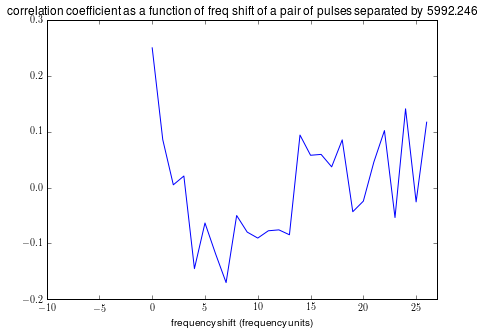 correlation coefficient as a function of freq shift of a pair of pulses separated by 5992.246
0.3
0.2
0.1
0.0
−0.1
−0.2
−10 −5 0 5 10 15 20 25
frequency shift (frequency units)